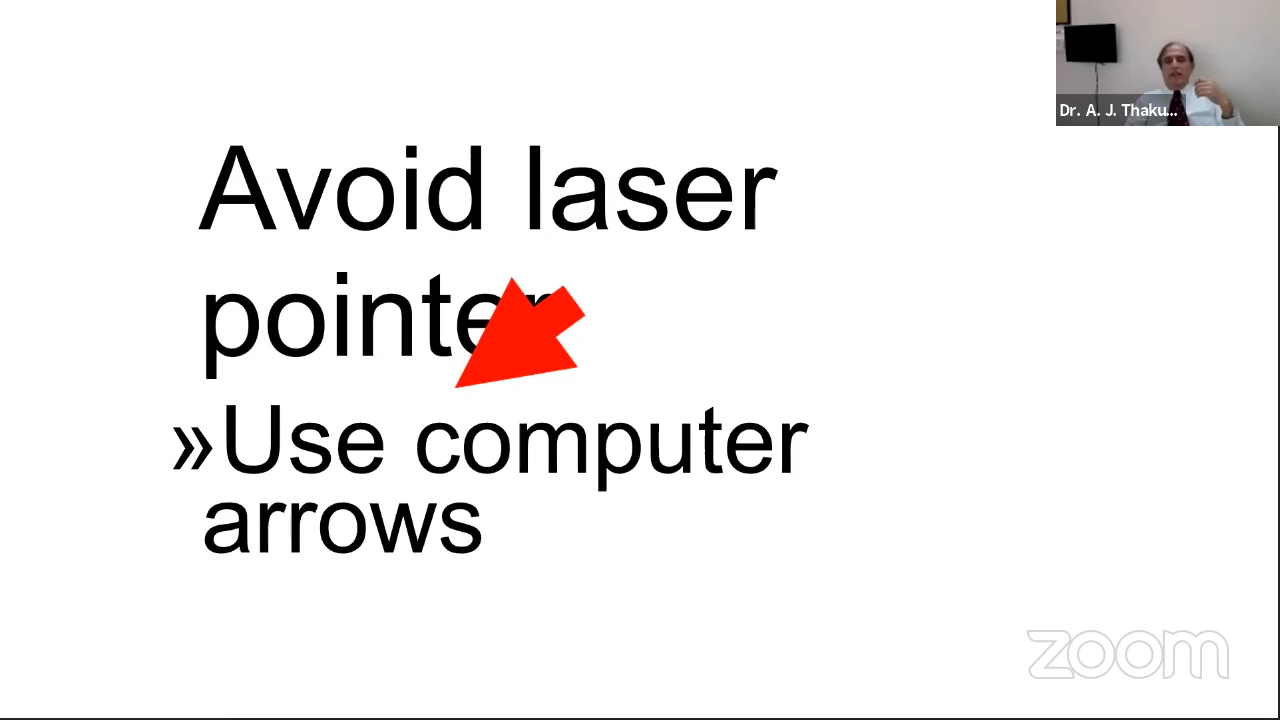 Dr. A. J. Thaku...
Avoid laser
pointer
»Use computer
arrows
zoom